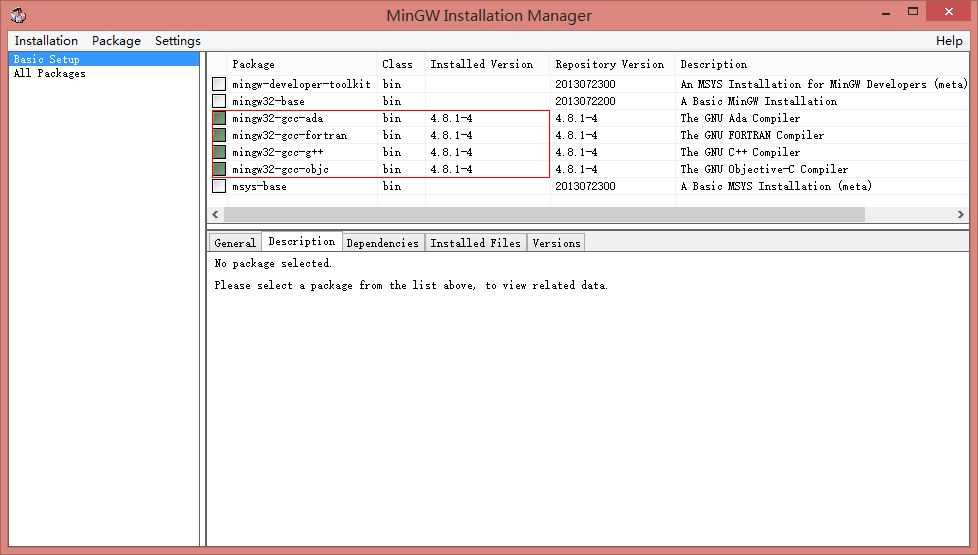 MinGW Installation Manager
Installation Package Settings Help
Basic Setup
All Packages
Package Class Installed Version Repository Version Description
mingw-developer-toolkit bin 2013072300 An MSYS Installation for MinGW Developers (meta)
mingw32-base bin 2013072200 A Basic MinGW Installation
mingw32-gcc-ada bin 4.8.1-4 4.8.1-4 The GNU Ada Compiler
mingw32-gcc-fortran bin 4.8.1-4 4.8.1-4 The GNU FORTRAN Compiler
mingw32-gcc-g++ bin 4.8.1-4 4.8.1-4 The GNU C++ Compiler
mingw32-gcc-objc bin 4.8.1-4 4.8.1-4 The GNU Objective-C Compiler
msys-base bin 2013072300 A Basic MSYS Installation (meta)
General Description Dependencies Installed Files Versions
No package selected.
Please select a package from the list above, to view related data.